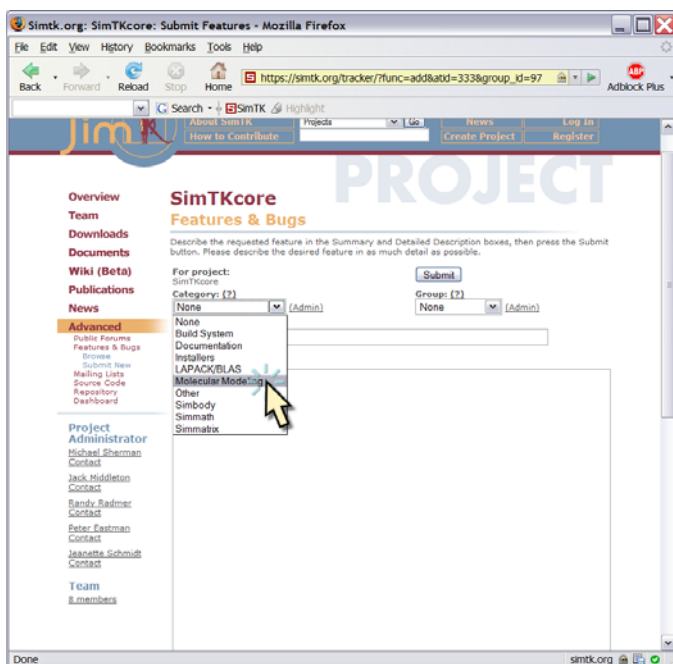 Simtk.org: SimTKcore: Submit Features - Mozilla Firefox
File Edit View History Bookmarks Tools Help
Back Forward Reload Stop Home https://simtk.org/tracker/?func=add&atid=333&group_id=97 ABP Adblock Plus
Search SimTK Highlight
About SimTK Projects Go News Log In
How to Contribute Create Project Register
PROJECT
SimTKcore
Features & Bugs
Describe the requested feature in the Summary and Detailed Description boxes, then press the Submit
button. Please describe the desired feature in as much detail as possible.
For project:
SimTKcore
Submit
Category: (?)
None (Admin)
Group: (?)
None (Admin)
None
Build System
Documentation
Installers
LAPACK/BLAS
Molecular Modeling
Other
Simbody
Simmath
Simmatrix
Overview
Team
Downloads
Documents
Wiki (Beta)
Publications
News
Advanced
Public Forums
Features & Bugs
Browse
Submit New
Mailing Lists
Source Code
Repository
Dashboard
Project
Administrator
Michael Sherman
Contact
Jack Middleton
Contact
Randy Radmer
Contact
Peter Eastman
Contact
Jeanette Schmidt
Contact
Team
8 members
Done simtk.org